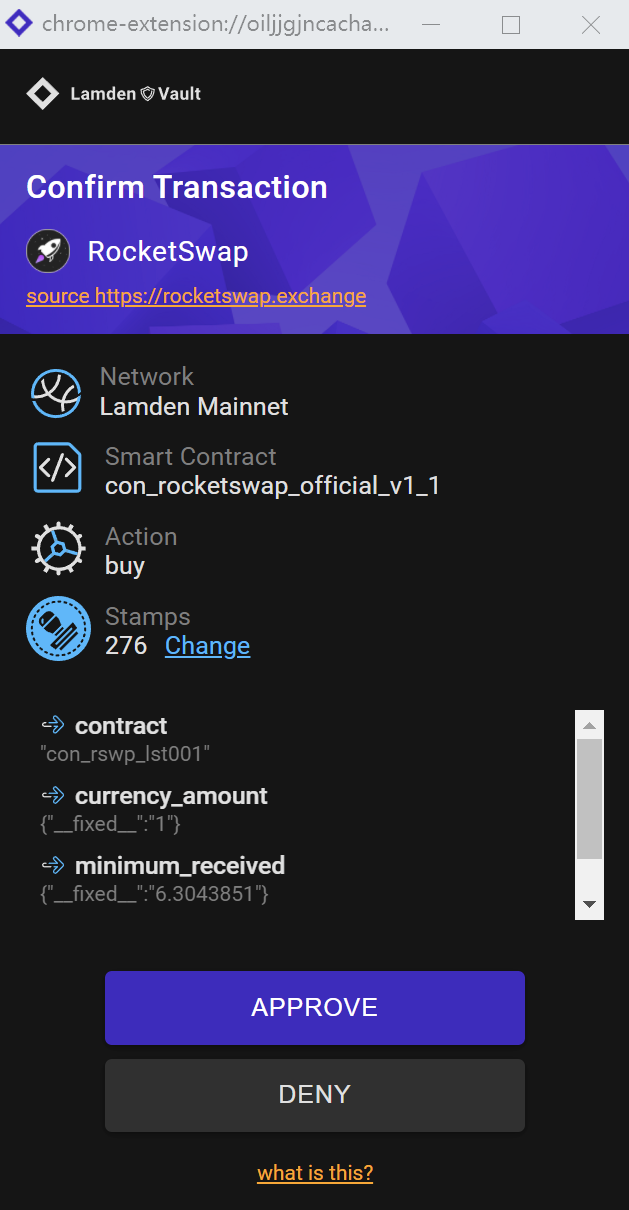 chrome-extension://oiljjgjncacha...
Lamden Vault
Confirm Transaction
RocketSwap
source https://rocketswap.exchange
Network
Lamden Mainnet
Smart Contract
con_rocketswap_official_v1_1
Action
buy
Stamps
276 Change
contract
"con_rswp_lst001"
currency_amount
{"__fixed__":"1"}
minimum_received
{"__fixed__":"6.3043851"}
APPROVE
DENY
what is this?